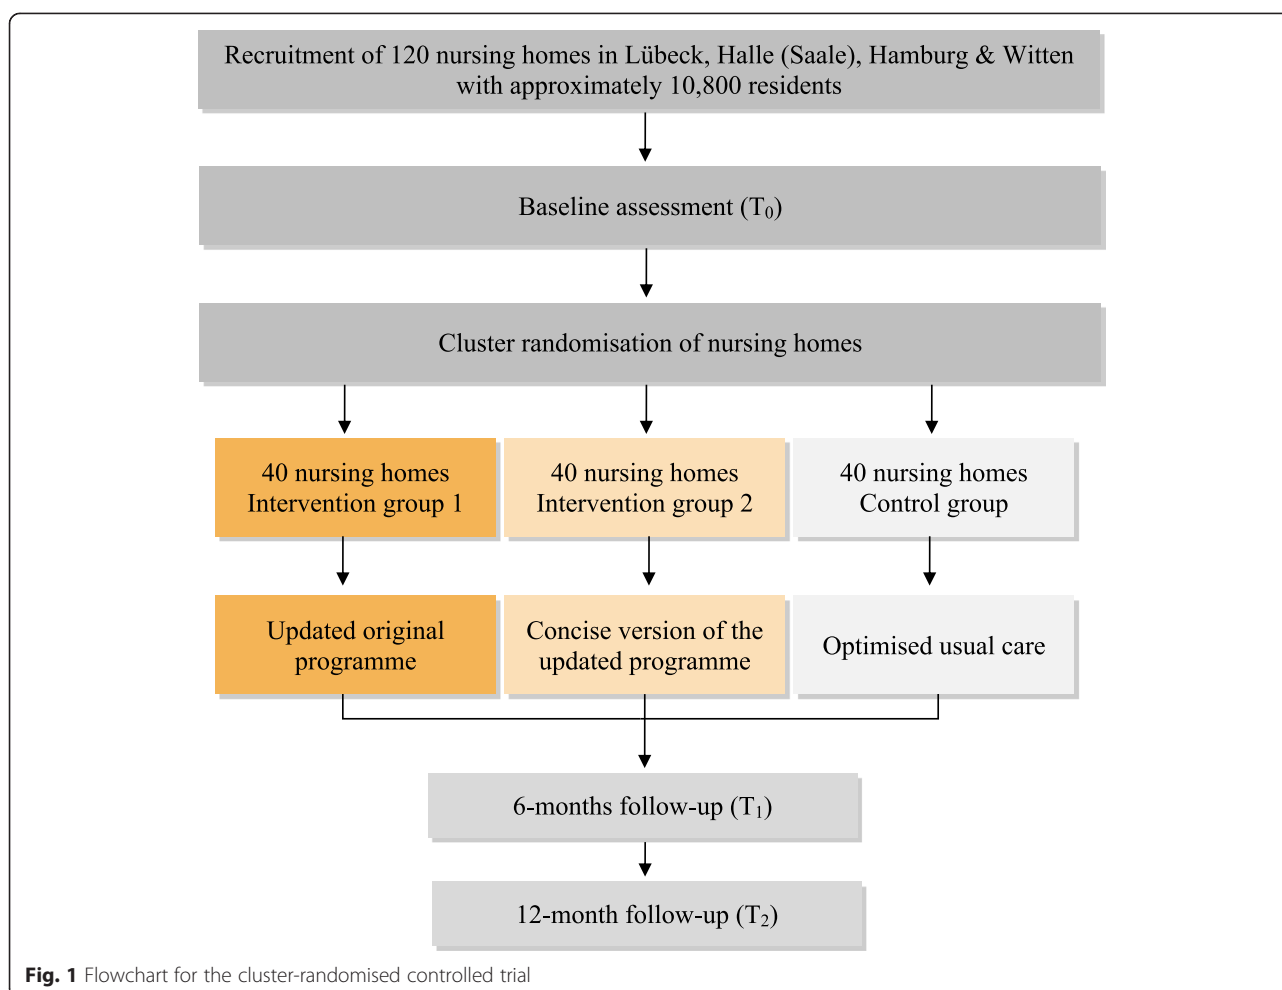 Recruitment of 120 nursing homes in Lübeck, Halle (Saale), Hamburg & Witten
with approximately 10,800 residents
Baseline assessment (T₀)
Cluster randomisation of nursing homes
40 nursing homes
Intervention group 1
40 nursing homes
Intervention group 2
40 nursing homes
Control group
Updated original
programme
Concise version of the
updated programme
Optimised usual care
6-months follow-up (T₁)
12-month follow-up (T₂)
Fig. 1 Flowchart for the cluster-randomised controlled trial